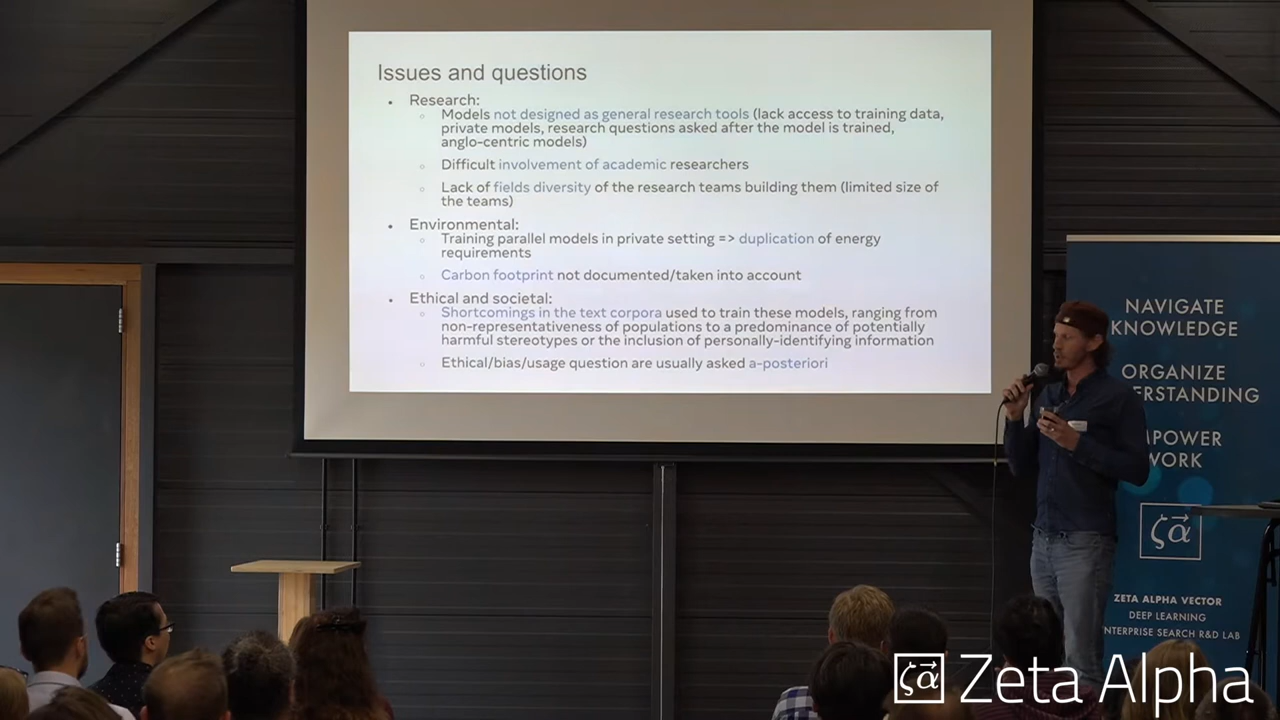 Issues and questions
Research:
Models not designed as general research tools (lack access to training data,
private models, research questions asked after the model is trained,
anglo-centric models)
Difficult involvement of academic researchers
Lack of fields diversity of the research teams building them (limited size of
the teams)
Environmental:
Training parallel models in private setting => duplication of energy
requirements
Carbon footprint not documented/taken into account
Ethical and societal:
Shortcomings in the text corpora used to train these models, ranging from
non-representativeness of populations to a predominance of potentially
harmful stereotypes or the inclusion of personally-identifying information
Ethical/bias/usage question are usually asked a-posteriori
NAVIGATE
KNOWLEDGE
ORGANIZE
ERSTANDING
MPOWER
WORK
ζα
ZETA ALPHA VECTOR
DEEP LEARNING
ENTERPRISE SEARCH R&D LAB
ζα Zeta Alpha